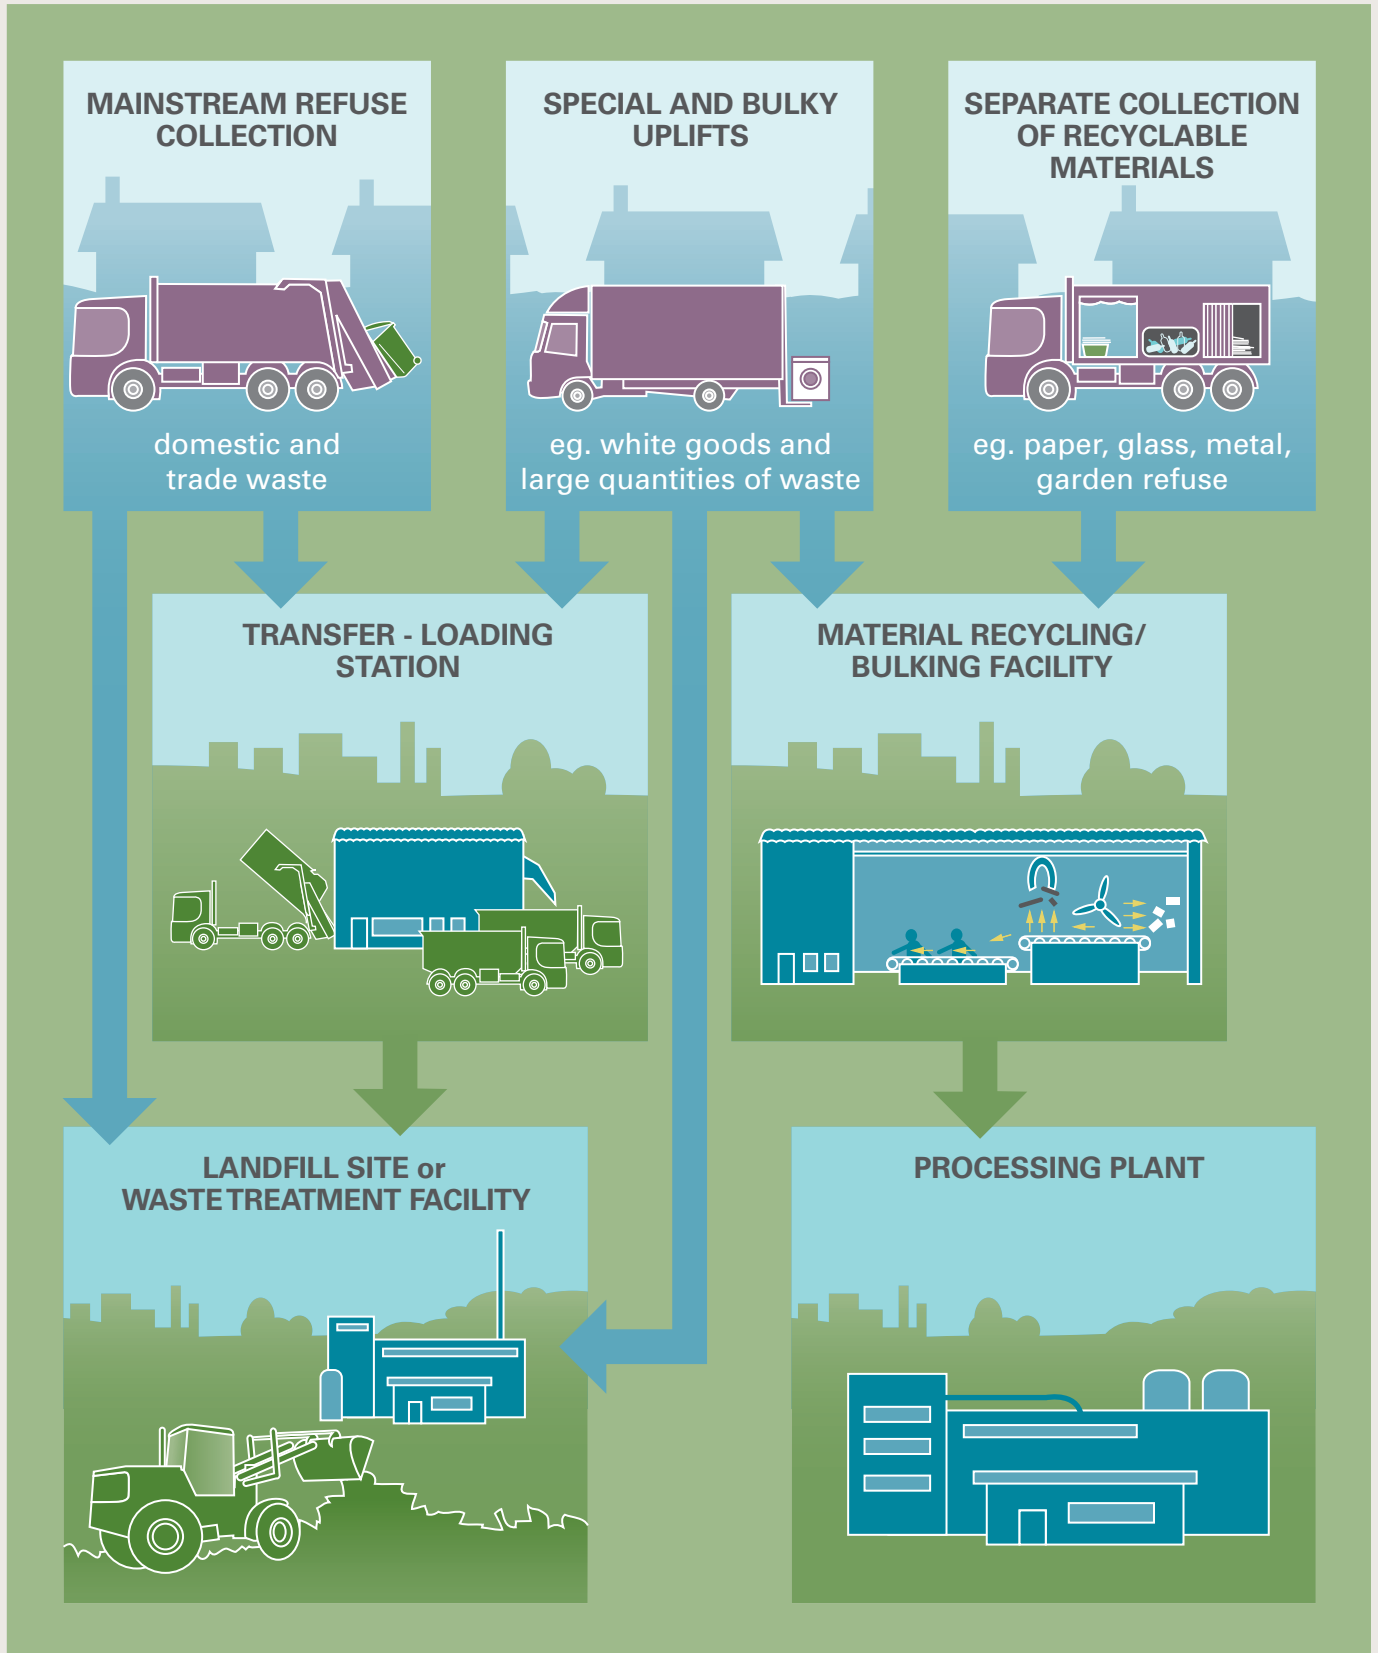 MAINSTREAM REFUSE
COLLECTION
domestic and
trade waste
SPECIAL AND BULKY
UPLIFTS
eg. white goods and
large quantities of waste
SEPARATE COLLECTION
OF RECYCLABLE
MATERIALS
eg. paper, glass, metal,
garden refuse
TRANSFER - LOADING
STATION
MATERIAL RECYCLING/
BULKING FACILITY
LANDFILL SITE or
WASTE TREATMENT FACILITY
PROCESSING PLANT